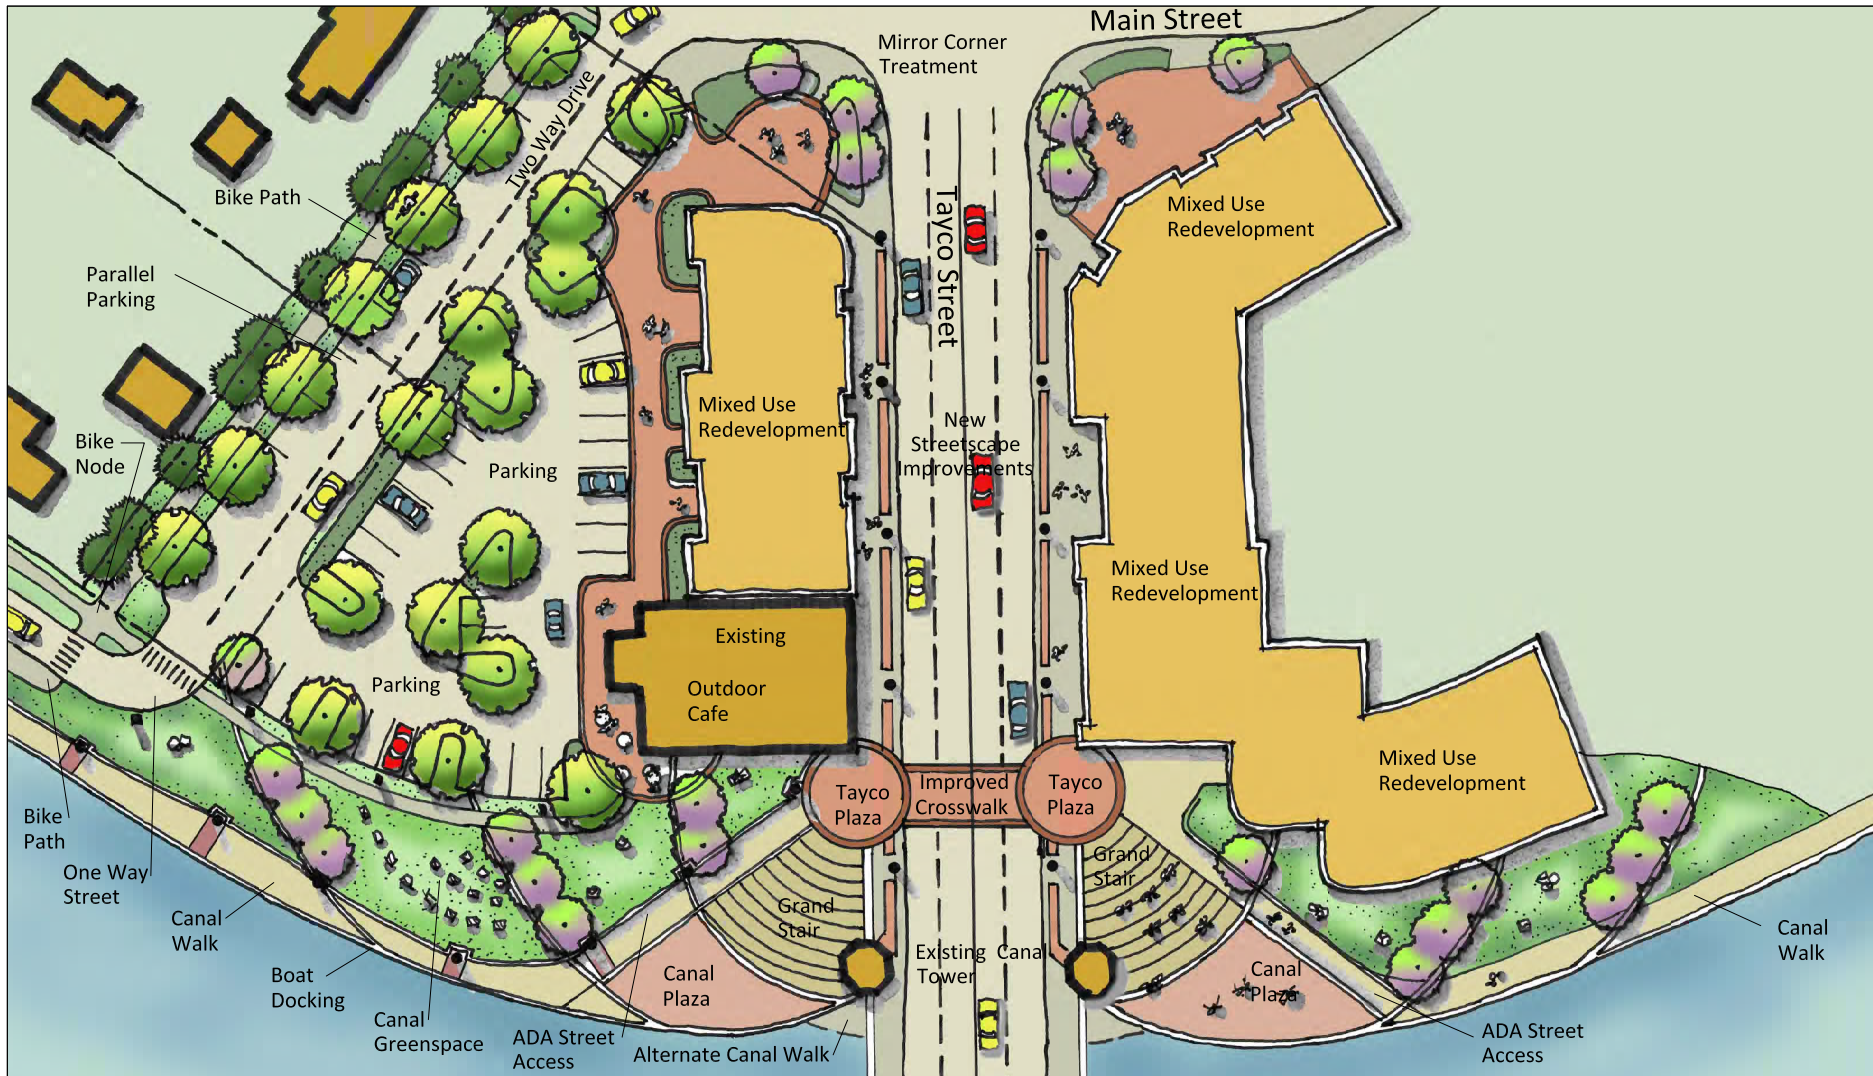 Main Street
Mirror Corner
Treatment
Two Way Drive
Bike Path
Mixed Use
Redevelopment
Tayco Street
Parallel
Parking
Mixed Use
Redevelopment
New
Streetscape
Improvements
Bike
Node
Parking
Mixed Use
Redevelopment
Existing
Outdoor
Cafe
Parking
Mixed Use
Redevelopment
Tayco
Plaza
Improved
Crosswalk
Tayco
Plaza
Bike
Path
One Way
Street
Canal
Walk
Boat
Docking
Canal
Greenspace
ADA Street
Access
Grand
Stair
Canal
Plaza
Alternate Canal Walk
Existing Canal
Tower
Grand
Stair
Canal
Plaza
Canal
Walk
ADA Street
Access